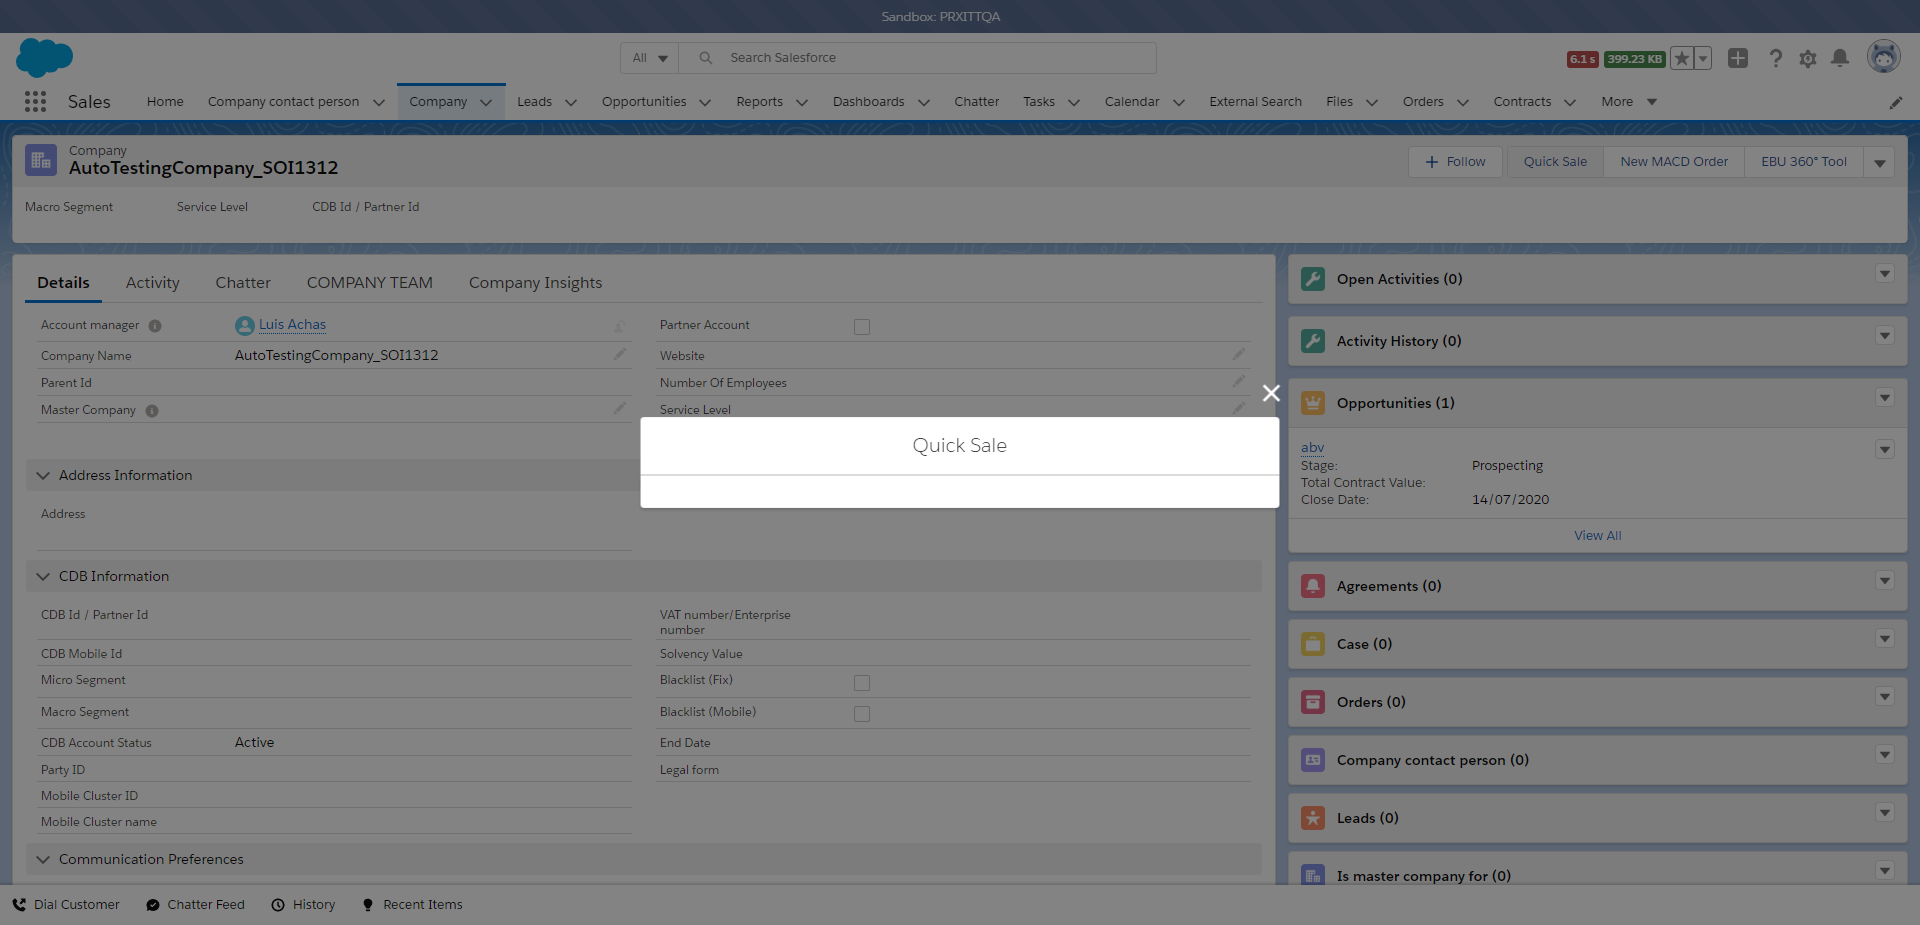 Sandbox: PRXITTQA
All
Search Salesforce
6.1 s
399.23 KB
Sales
Home
Company contact person
Company
Leads
Opportunities
Reports
Dashboards
Chatter
Tasks
Calendar
External Search
Files
Orders
Contracts
More
Company
AutoTestingCompany_SOI1312
Follow
Quick Sale
New MACD Order
EBU 360° Tool
Macro Segment
Service Level
CDB Id / Partner Id
Details
Activity
Chatter
COMPANY TEAM
Company Insights
Account manager
Luis Achas
Partner Account
Company Name
AutoTestingCompany_SOI1312
Website
Parent Id
Number Of Employees
Master Company
Service Level
Quick Sale
Address Information
Address
CDB Information
CDB Id / Partner Id
VAT number/Enterprise
number
CDB Mobile Id
Solvency Value
Micro Segment
Blacklist (Fix)
Macro Segment
Blacklist (Mobile)
CDB Account Status
Active
End Date
Party ID
Legal form
Mobile Cluster ID
Mobile Cluster name
Communication Preferences
Open Activities (0)
Activity History (0)
Opportunities (1)
abv
Stage:
Prospecting
Total Contract Value:
Close Date:
14/07/2020
View All
Agreements (0)
Case (0)
Orders (0)
Company contact person (0)
Leads (0)
Is master company for (0)
Dial Customer
Chatter Feed
History
Recent Items